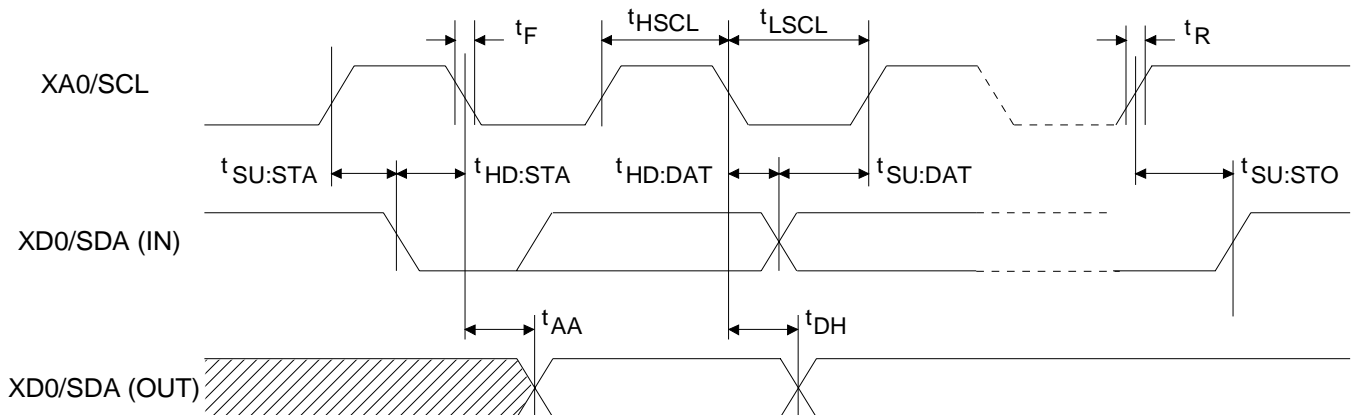 tF
tHSCL
tLSCL
tR
XA0/SCL
tSU:STA
tHD:STA
tHD:DAT
tSU:DAT
tSU:STO
XD0/SDA (IN)
tAA
tDH
XD0/SDA (OUT)